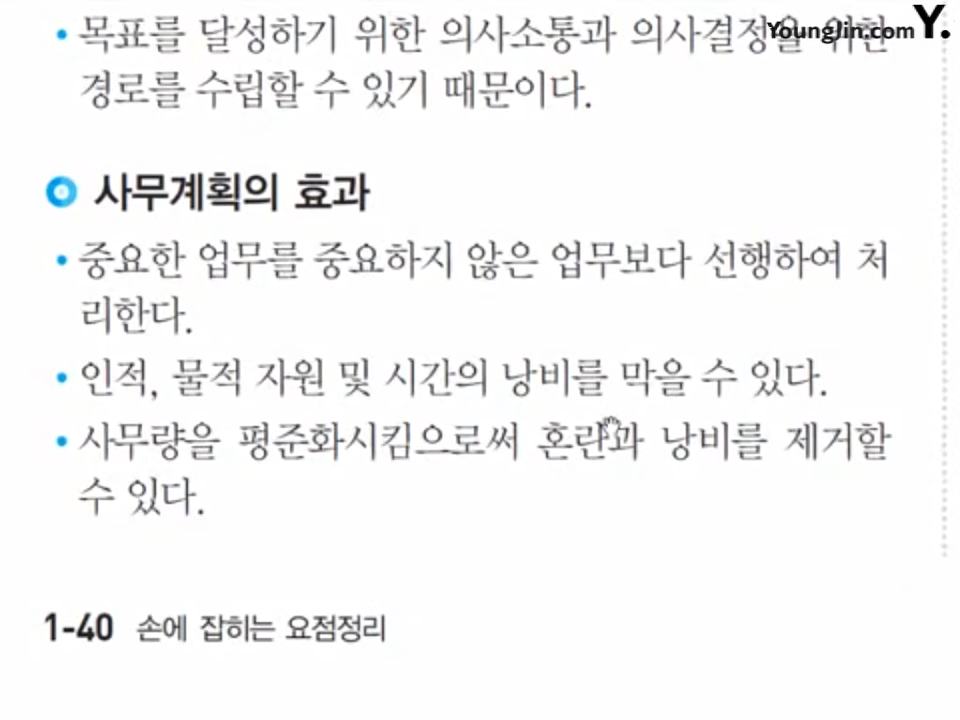 목표를 달성하기 위한 의사소통과 의사결정을 위한
Youngjin.com Y.
경로를 수립할 수 있기 때문이다.
사무계획의 효과
• 중요한 업무를 중요하지 않은 업무보다 선행하여 처
리한다.
• 인적, 물적 자원 및 시간의 낭비를 막을 수 있다.
• 사무량을 평준화시킴으로써 혼란과 낭비를 제거할
수 있다.
1-40 손에 잡히는 요점정리